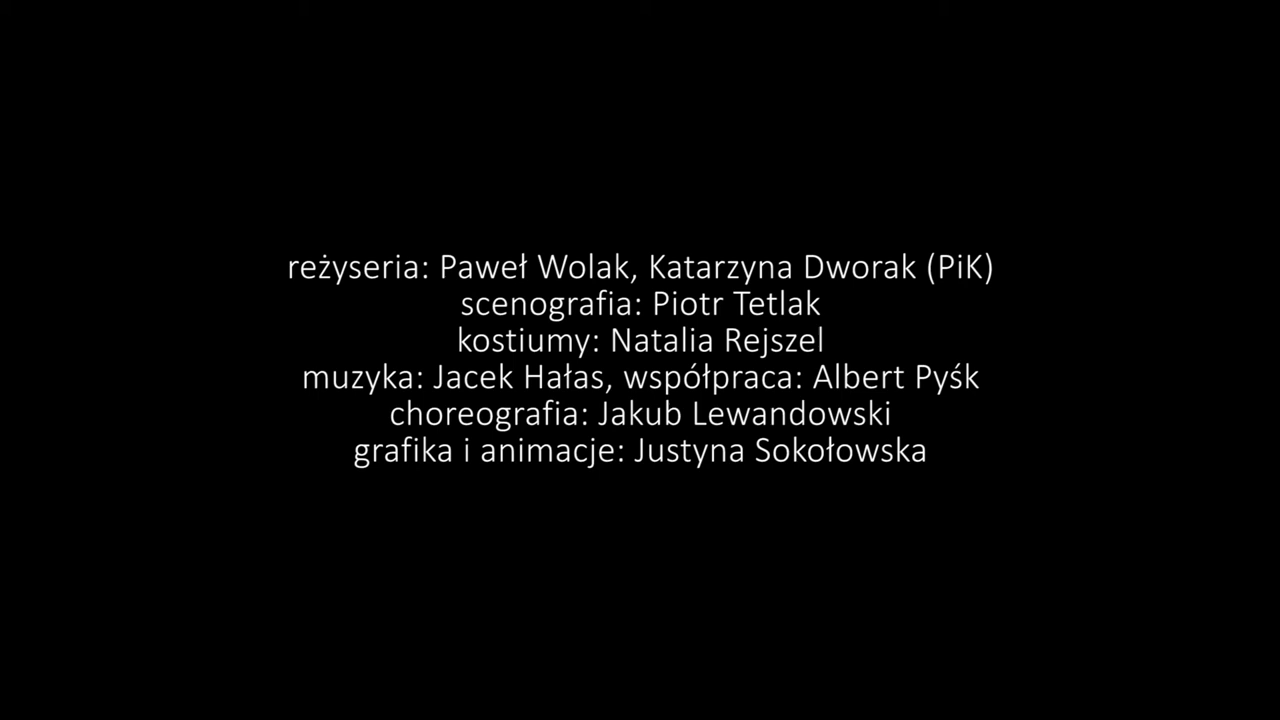 reżyseria: Paweł Wolak, Katarzyna Dworak (PiK)
scenografia: Piotr Tetlak
kostiumy: Natalia Rejszel
muzyka: Jacek Hałas, współpraca: Albert Pyśk
choreografia: Jakub Lewandowski
grafika i animacje: Justyna Sokołowska